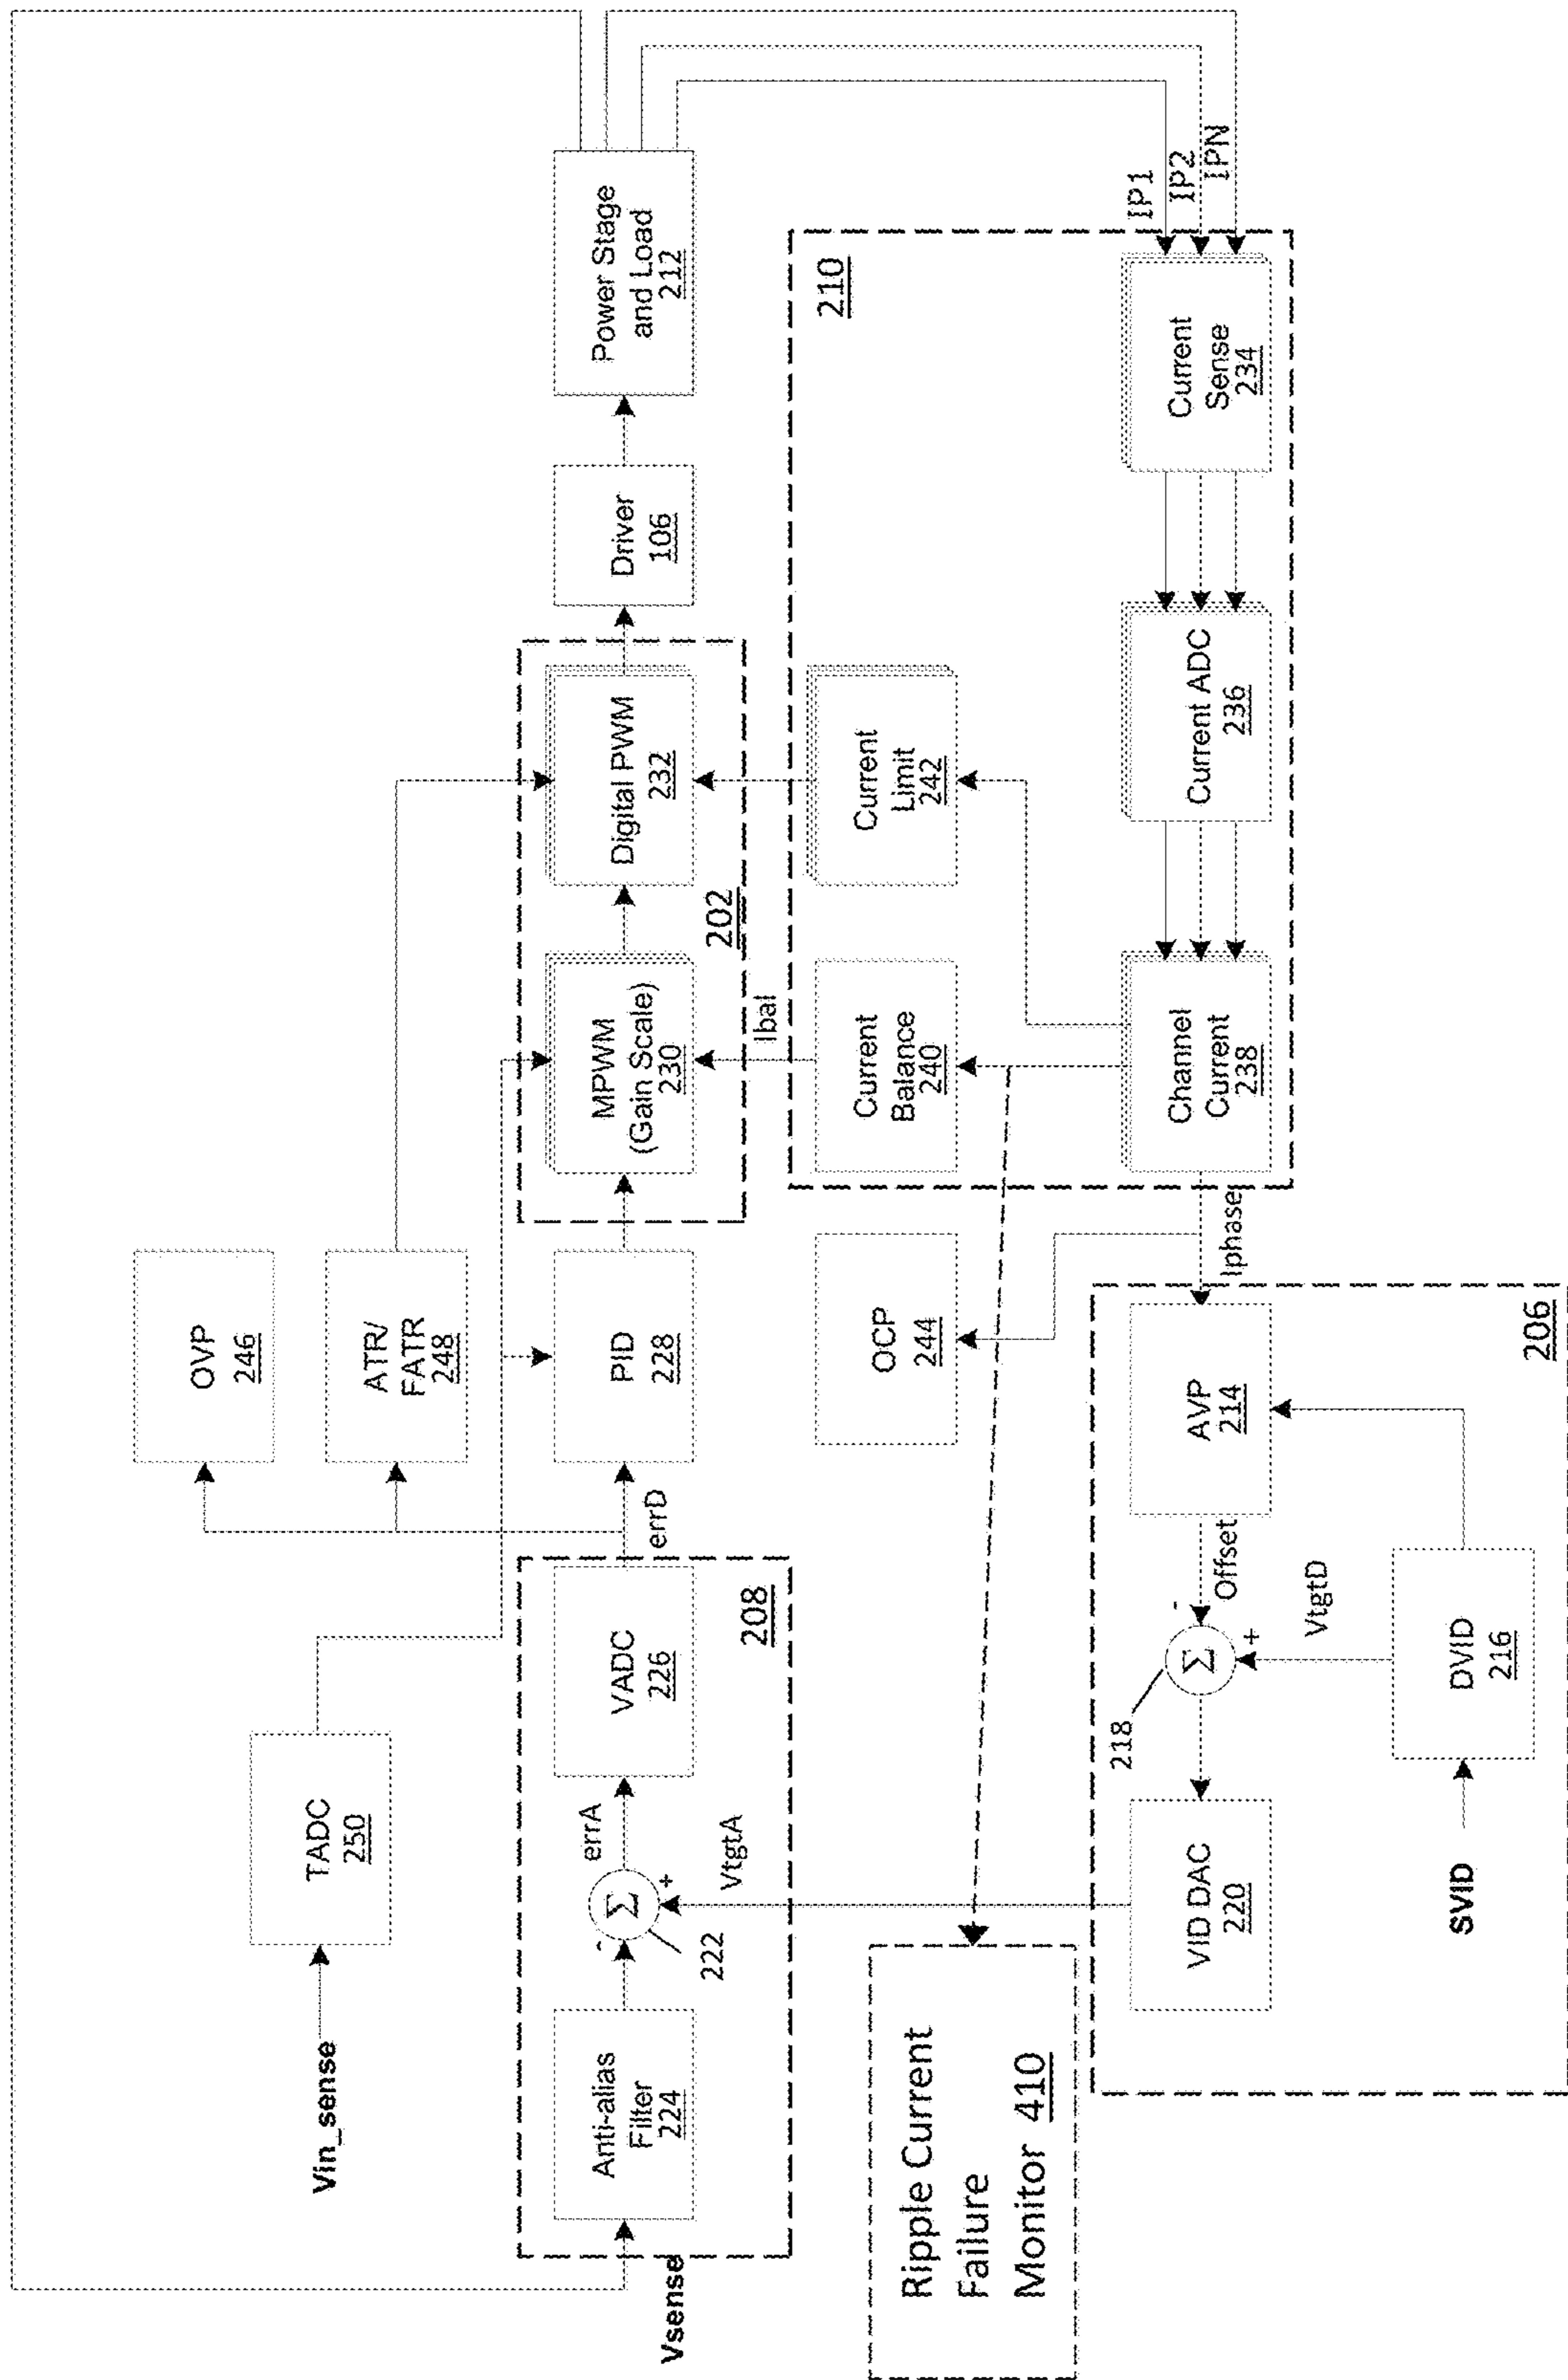 OVP
246
TADC
250
ATR/
FATR
248
Vin_sense
Anti-alias
Filter
224
-
Σ
+
222
errA
VtgtA
VADC
226
208
errD
PID
228
MPWM
(Gain Scale)
230
Digital PWM
232
202
Driver
106
Power Stage
and Load
212
Vsense
Ibal
Ripple Current
Failure
Monitor 410
OCP
244
Current
Balance
240
Current
Limit
242
210
IP1
IP2
IPN
VID DAC
220
218
Σ
-
+
Offset
AVP
214
Iphase
Channel
Current
238
Current ADC
236
Current
Sense
234
VtgtD
SVID
DVID
216
206